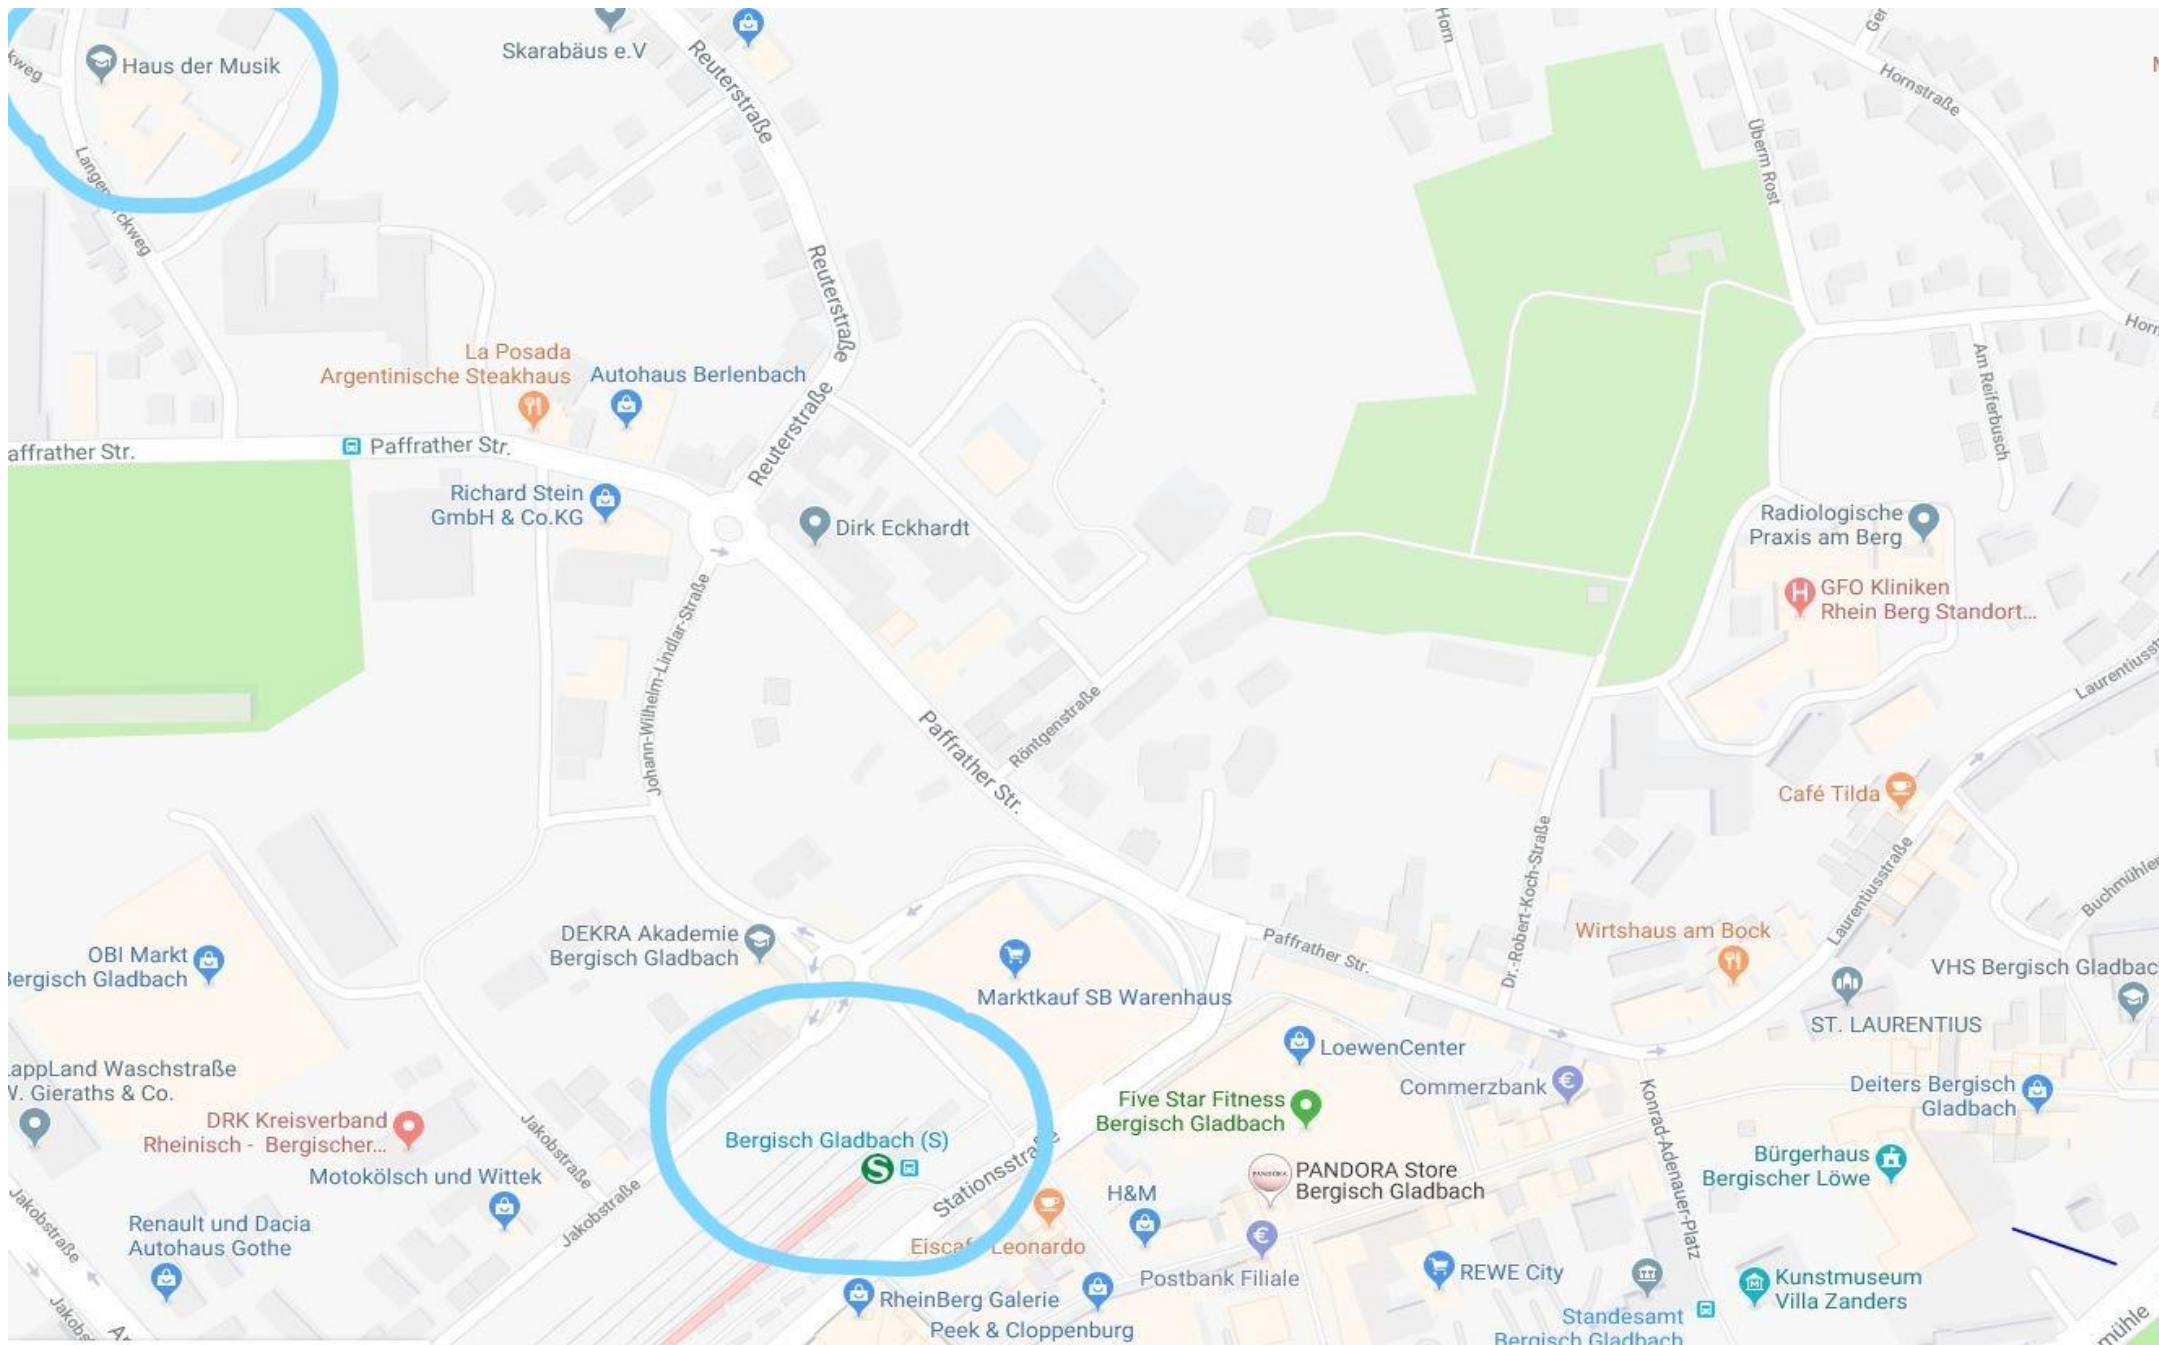 Haus der Musik
Skarabäus e.V
Reuterstraße
Horn
Hornstraße
Überm Rost
Reuterstraße
La Posada
Argentinische Steakhaus
Autohaus Berlenbach
Reuterstraße
Am Reiferbusch
affrather Str.
Paffrather Str.
Richard Stein
GmbH & Co.KG
Dirk Eckhardt
Radiologische
Praxis am Berg
GFO Kliniken
Rhein Berg Standort...
Johann-Wilhelm-Lindlar-Straße
Röntgenstraße
Paffrather Str.
Café Tilda
Dr.-Robert-Koch-Straße
Laurentiusstraße
DEKRA Akademie
Bergisch Gladbach
OBI Markt
Bergisch Gladbach
Marktkauf SB Warenhaus
Paffrather Str.
Wirtshaus am Bock
VHS Bergisch Gladbac
ST. LAURENTIUS
LoewenCenter
Commerzbank
Deiters Bergisch
Gladbach
LappLand Waschstraße
W. Gieraths & Co.
Five Star Fitness
Bergisch Gladbach
DRK Kreisverband
Rheinisch - Bergischer...
Jakobstraße
Bergisch Gladbach (S)
S
Stationsstraße
Konrad-Adenauer-Platz
Bürgerhaus
Bergischer Löwe
Motokölsch und Wittek
PANDORA Store
Bergisch Gladbach
H&M
Jakobstraße
Jakobstraße
Renault und Dacia
Autohaus Gothe
Leonardo
Postbank Filiale
REWE City
Kunstmuseum
Villa Zanders
RheinBerg Galerie
Peek & Cloppenburg
Standesamt
Bergisch Gladbach
mühle